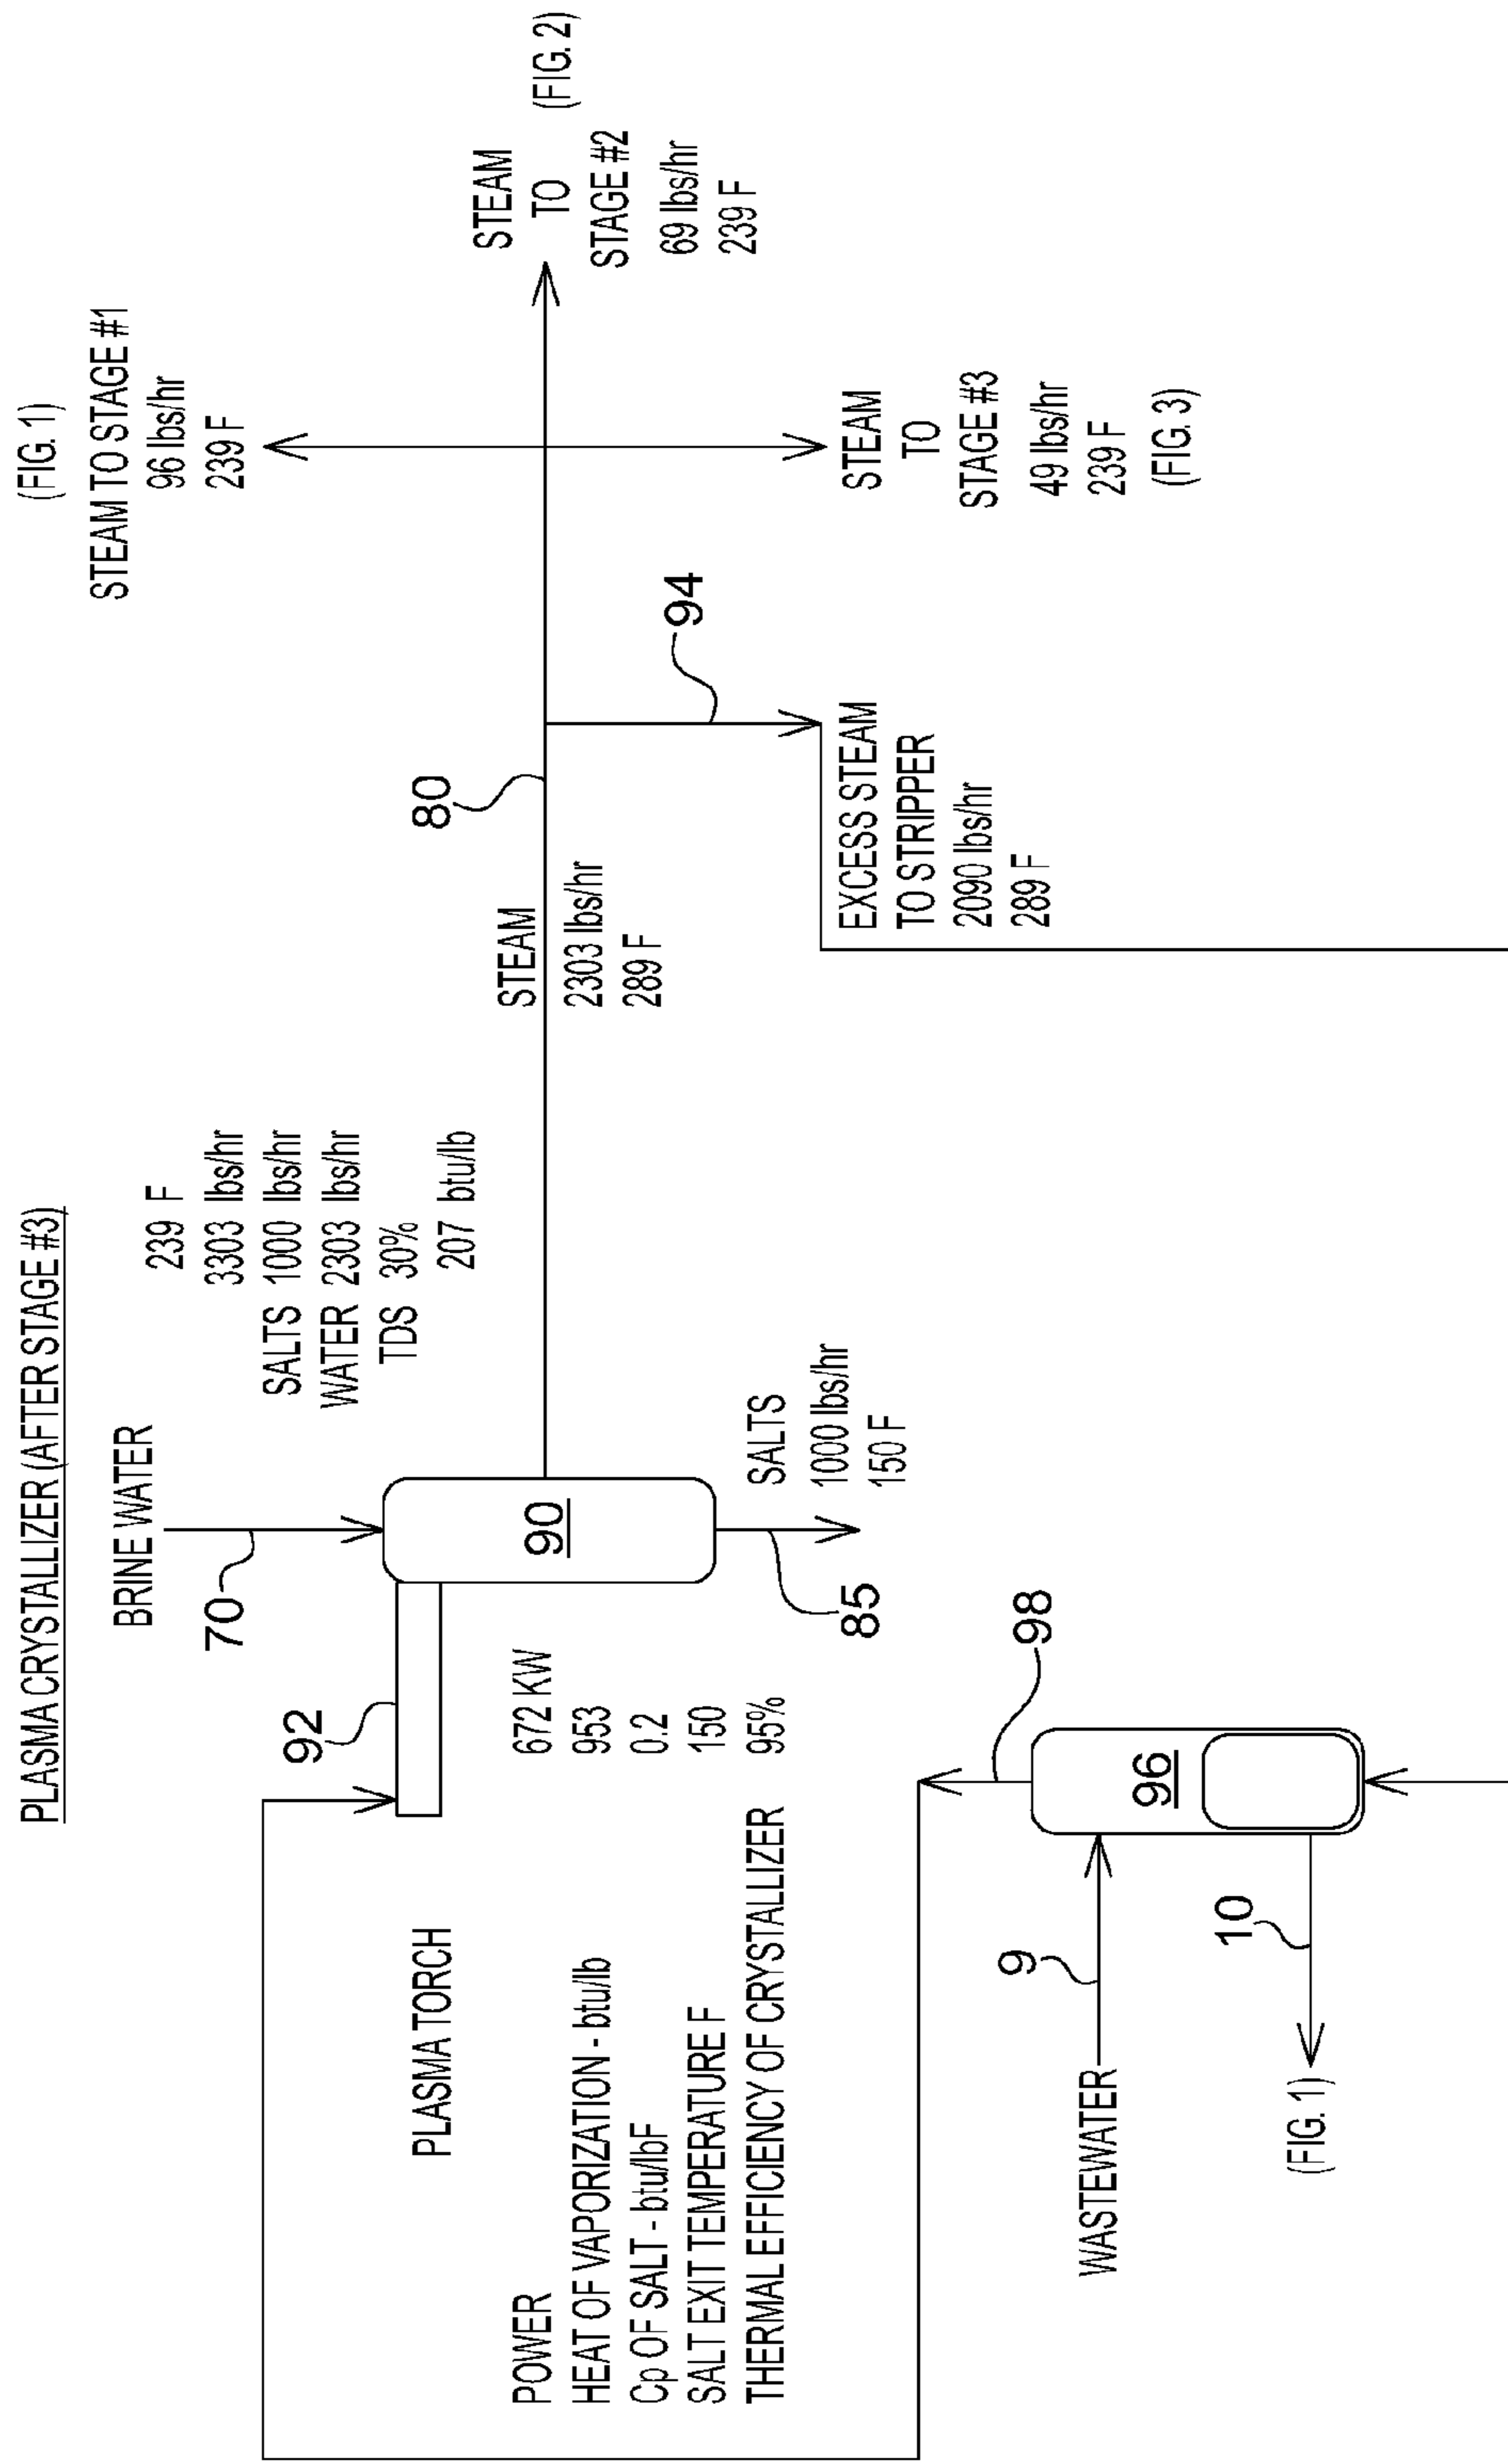 PLASMA CRYSTALLIZER (AFTER STAGE #3)
BRINE WATER
70
239 F
3303 lbs/hr
SALTS 1000 lbs/hr
WATER 2303 lbs/hr
TDS 30%
207 btu/lb
(FIG. 1)
STEAM TO STAGE #1
96 lbs/hr
239 F
92
PLASMA TORCH
90
STEAM
2303 lbs/hr
289 F
80
STEAM
TO (FIG. 2)
STAGE #2
69 lbs/hr
239 F
94
POWER 672 KW
HEAT OF VAPORIZATION - btu/lb 953
Cp OF SALT - btu/lbF 0.2
SALT EXIT TEMPERATURE F 150
THERMAL EFFICIENCY OF CRYSTALLIZER 95%
85
SALTS
1000 lbs/hr
150 F
EXCESS STEAM
TO STRIPPER
2090 lbs/hr
289 F
STEAM
TO
STAGE #3
49 lbs/hr
239 F
(FIG. 3)
98
9
WASTEWATER
96
10
(FIG. 1)